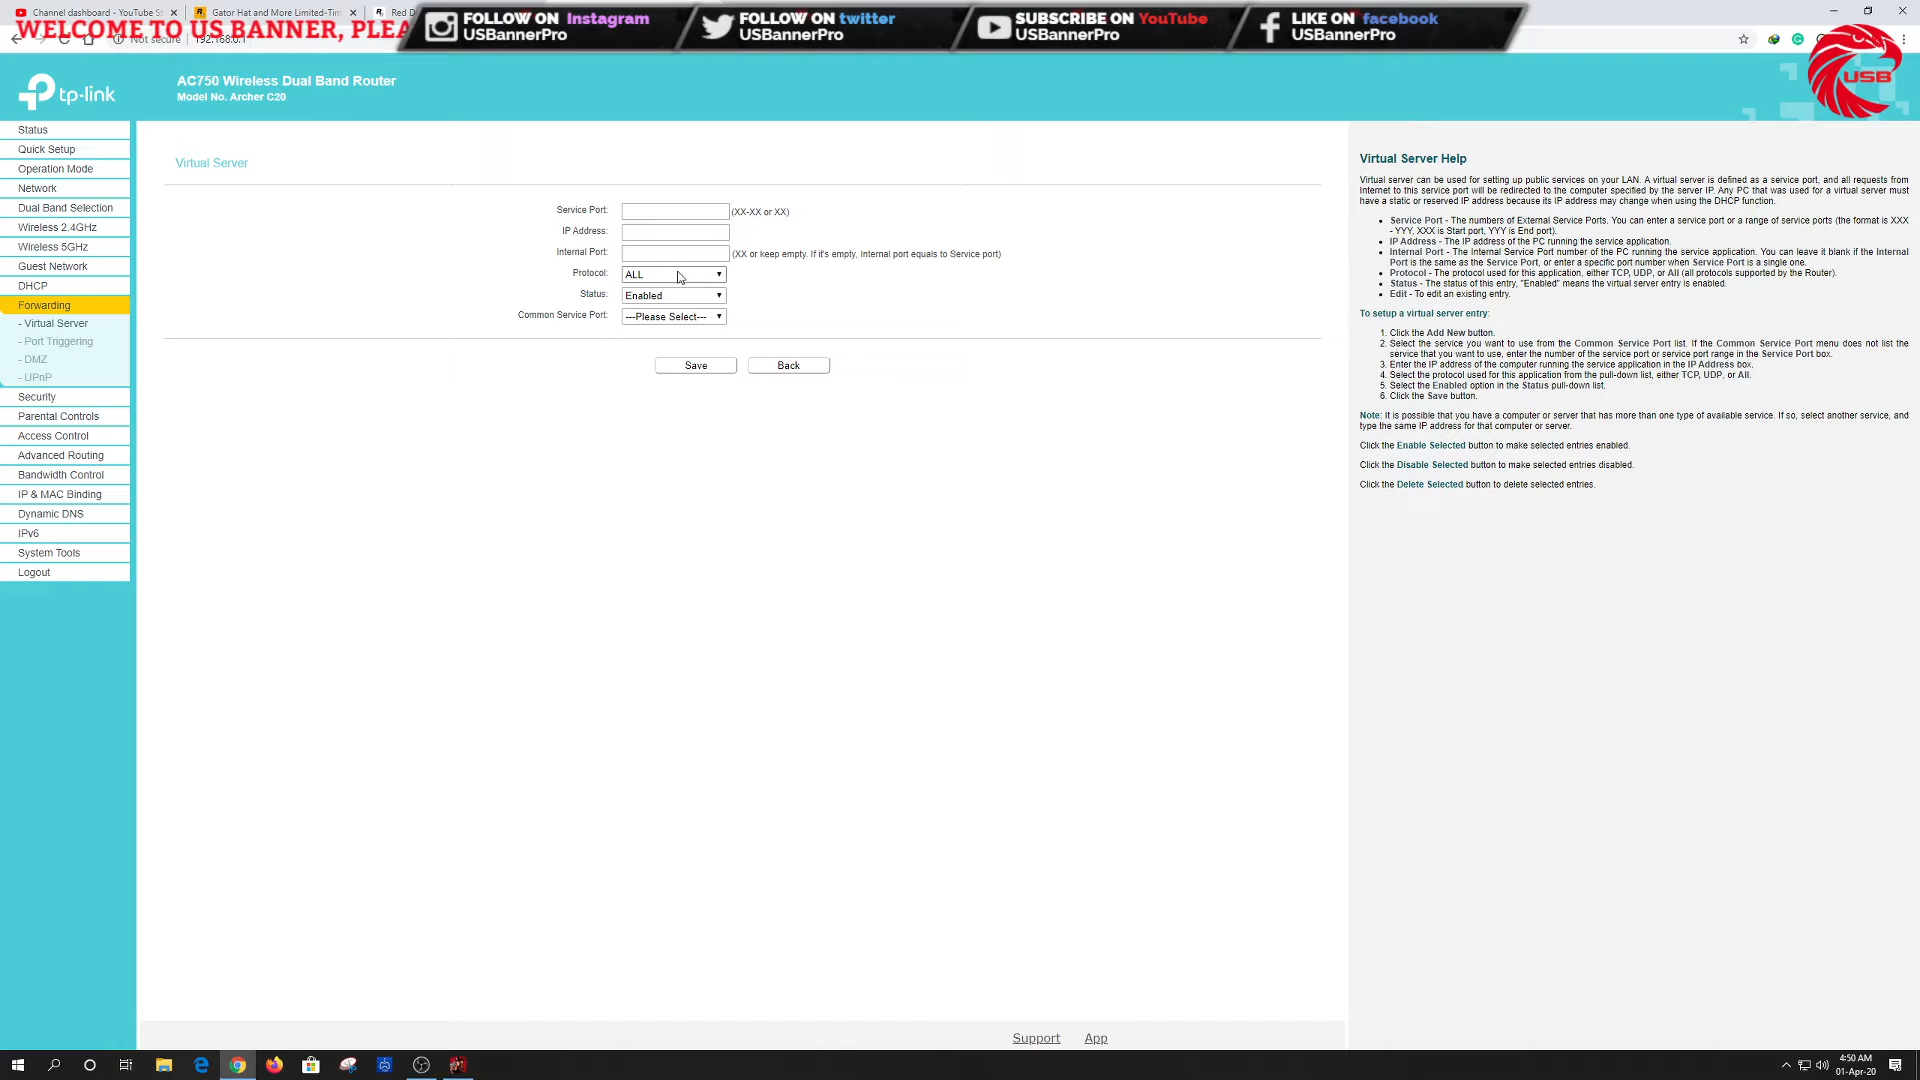 Channel dashboard - YouTube St
Gator Hat and More Limited-Tim
Red D
WELCOME TO US BANNER, PLEA
FOLLOW ON Instagram
USBannerPro
FOLLOW ON twitter
USBannerPro
SUBSCRIBE ON YouTube
USBannerPro
LIKE ON facebook
USBannerPro
Not secure
192.168.0.1
USB
tp-link
AC750 Wireless Dual Band Router
Model No. Archer C20
Status
Quick Setup
Operation Mode
Network
Dual Band Selection
Wireless 2.4GHz
Wireless 5GHz
Guest Network
DHCP
Forwarding
- Virtual Server
- Port Triggering
- DMZ
- UPnP
Security
Parental Controls
Access Control
Advanced Routing
Bandwidth Control
IP & MAC Binding
Dynamic DNS
IPv6
System Tools
Logout
Virtual Server
Service Port: (XX-XX or XX)
IP Address:
Internal Port: (XX or keep empty. If it's empty, Internal port equals to Service port)
Protocol: ALL
Status: Enabled
Common Service Port: ---Please Select---
Save Back
Virtual Server Help
Virtual server can be used for setting up public services on your LAN. A virtual server is defined as a service port, and all requests from
Internet to this service port will be redirected to the computer specified by the server IP. Any PC that was used for a virtual server must
have a static or reserved IP address because its IP address may change when using the DHCP function.
• Service Port - The numbers of External Service Ports. You can enter a service port or a range of service ports (the format is XXX
- YYY, XXX is Start port, YYY is End port).
• IP Address - The IP address of the PC running the service application.
• Internal Port - The Internal Service Port number of the PC running the service application. You can leave it blank if the Internal
Port is the same as the Service Port, or enter a specific port number when Service Port is a single one.
• Protocol - The protocol used for this application, either TCP, UDP, or All (all protocols supported by the Router).
• Status - The status of this entry, "Enabled" means the virtual server entry is enabled.
• Edit - To edit an existing entry.
To setup a virtual server entry:
1. Click the Add New button.
2. Select the service you want to use from the Common Service Port list. If the Common Service Port menu does not list the
service that you want to use, enter the number of the service port or service port range in the Service Port box.
3. Enter the IP address of the computer running the service application in the IP Address box.
4. Select the protocol used for this application from the pull-down list, either TCP, UDP, or All.
5. Select the Enabled option in the Status pull-down list.
6. Click the Save button.
Note: It is possible that you have a computer or server that has more than one type of available service. If so, select another service, and
type the same IP address for that computer or server.
Click the Enable Selected button to make selected entries enabled.
Click the Disable Selected button to make selected entries disabled.
Click the Delete Selected button to delete selected entries.
Support App
4:50 AM
01-Apr-20